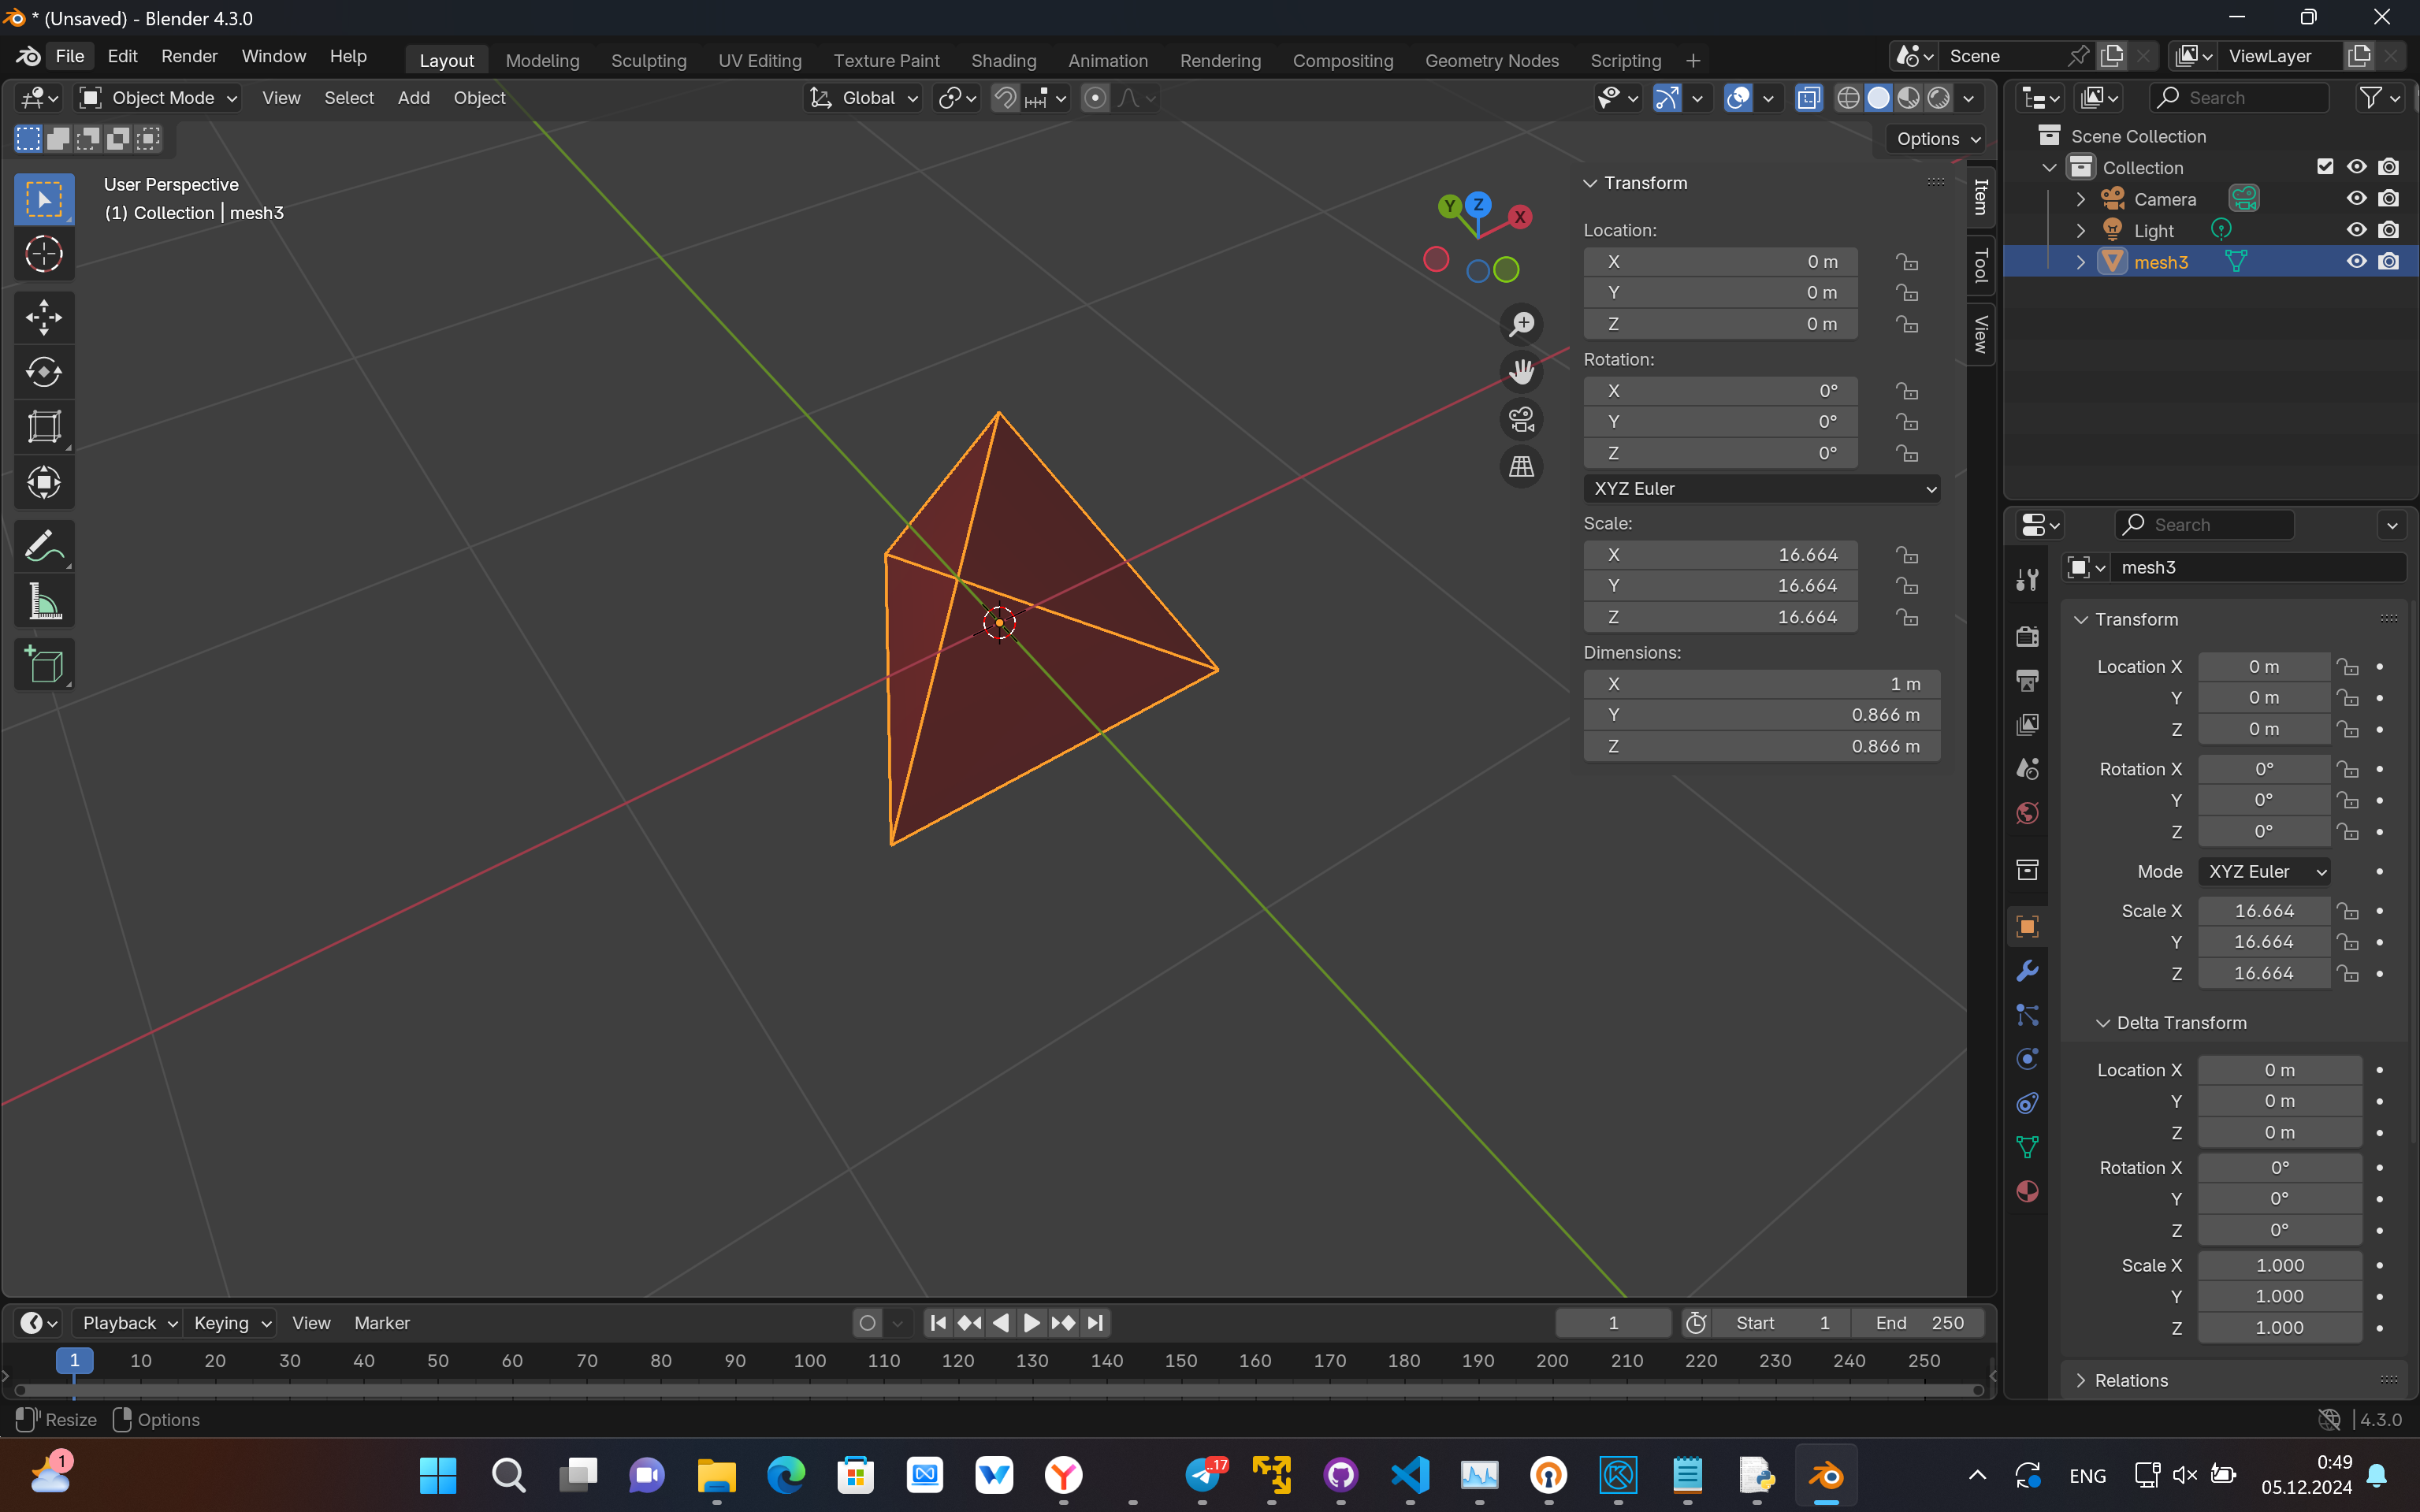 * (Unsaved) - Blender 4.3.0
File Edit Render Window Help Layout Modeling Sculpting UV Editing Texture Paint Shading Animation Rendering Compositing Geometry Nodes Scripting + Scene ViewLayer
Object Mode View Select Add Object Global Search
Options
User Perspective
(1) Collection | mesh3
Y Z X
Transform
Location:
X 0 m
Y 0 m
Z 0 m
Rotation:
X 0°
Y 0°
Z 0°
XYZ Euler
Scale:
X 16.664
Y 16.664
Z 16.664
Dimensions:
X 1 m
Y 0.866 m
Z 0.866 m
Item
Tool
View
Scene Collection
Collection
Camera
Light
mesh3
Search
mesh3
Transform
Location X 0 m
Y 0 m
Z 0 m
Rotation X 0°
Y 0°
Z 0°
Mode XYZ Euler
Scale X 16.664
Y 16.664
Z 16.664
Delta Transform
Location X 0 m
Y 0 m
Z 0 m
Rotation X 0°
Y 0°
Z 0°
Scale X 1.000
Y 1.000
Z 1.000
Relations
Playback Keying View Marker 1 Start 1 End 250
1 10 20 30 40 50 60 70 80 90 100 110 120 130 140 150 160 170 180 190 200 210 220 230 240 250
Resize Options 4.3.0
1 ..17 ENG 0:49
05.12.2024